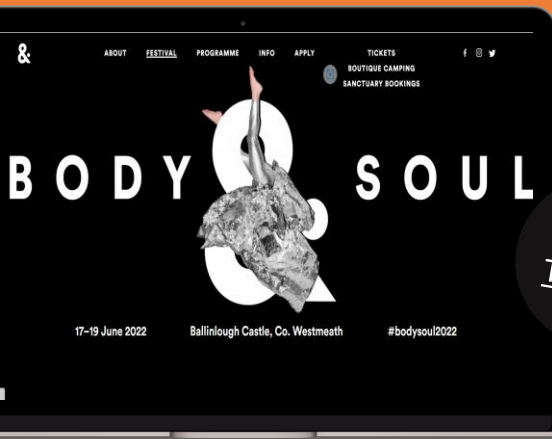 &
ABOUT FESTIVAL PROGRAMME INFO APPLY TICKETS
BOUTIQUE CAMPING
SANCTUARY BOOKINGS
BODY & SOUL
17–19 June 2022 Ballinlough Castle, Co. Westmeath #bodysoul2022